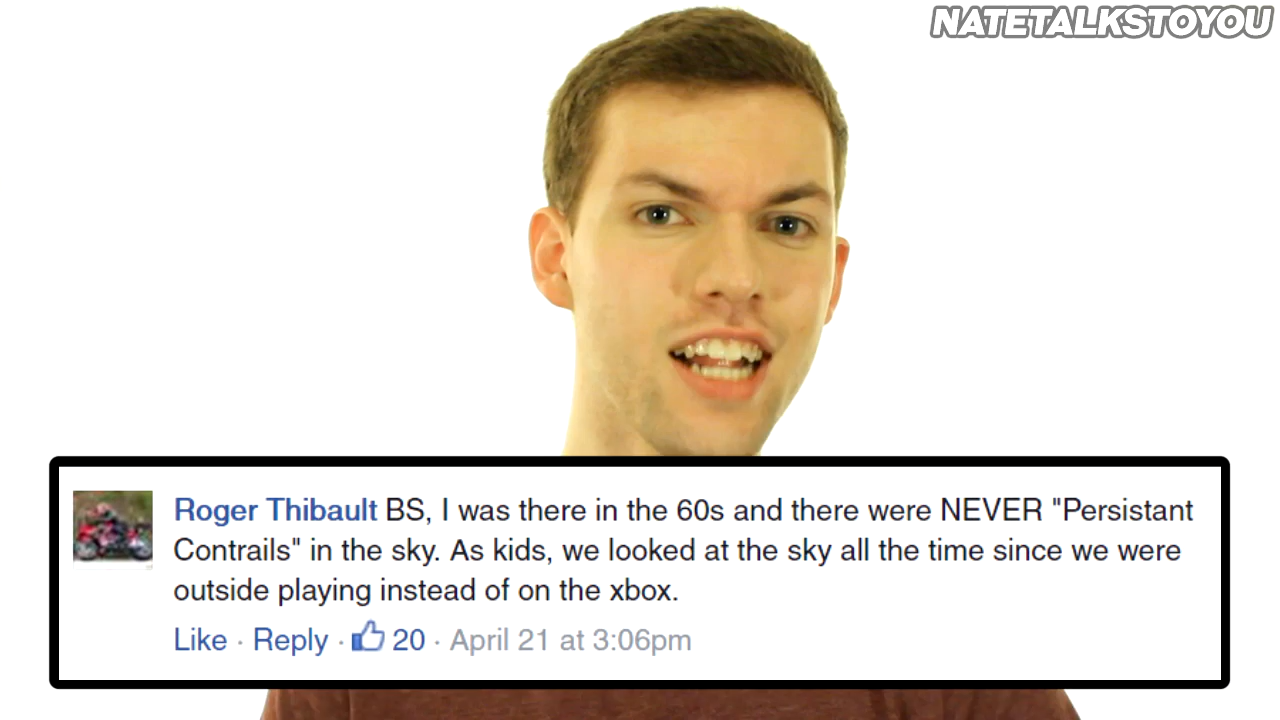 NATETALKSTOYOU
Roger Thibault BS, I was there in the 60s and there were NEVER "Persistant
Contrails" in the sky. As kids, we looked at the sky all the time since we were
outside playing instead of on the xbox.
Like · Reply · 20 · April 21 at 3:06pm